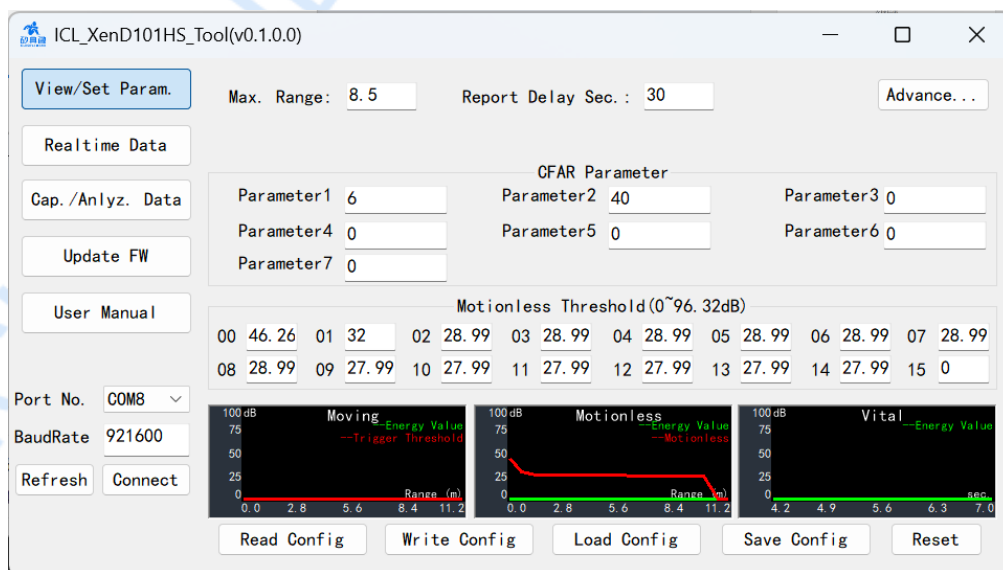 ICL_XenD101HS_Tool(v0.1.0.0)
View/Set Param.
Max. Range: 8.5 Report Delay Sec.: 30 Advance...
Realtime Data
CFAR Parameter
Cap./Anlyz. Data
Parameter1 6 Parameter2 40 Parameter3 0
Parameter4 0 Parameter5 0 Parameter6 0
Update FW
Parameter7 0
User Manual
Motionless Threshold(0~96.32dB)
00 46.26 01 32 02 28.99 03 28.99 04 28.99 05 28.99 06 28.99 07 28.99
08 28.99 09 27.99 10 27.99 11 27.99 12 27.99 13 27.99 14 27.99 15 0
Port No. COM8
BaudRate 921600
Refresh Connect
100 dB Moving
75 --Energy Value
--Trigger Threshold
50
25
0 Range (m)
0.0 2.8 5.6 8.4 11.2
100 dB Motionless
75 --Energy Value
--Motionless
50
25
0 Range (m)
0.0 2.8 5.6 8.4 11.2
100 dB Vital
75 --Energy Value
50
25
0 sec
4.2 4.9 5.6 6.3 7.0
Read Config Write Config Load Config Save Config Reset